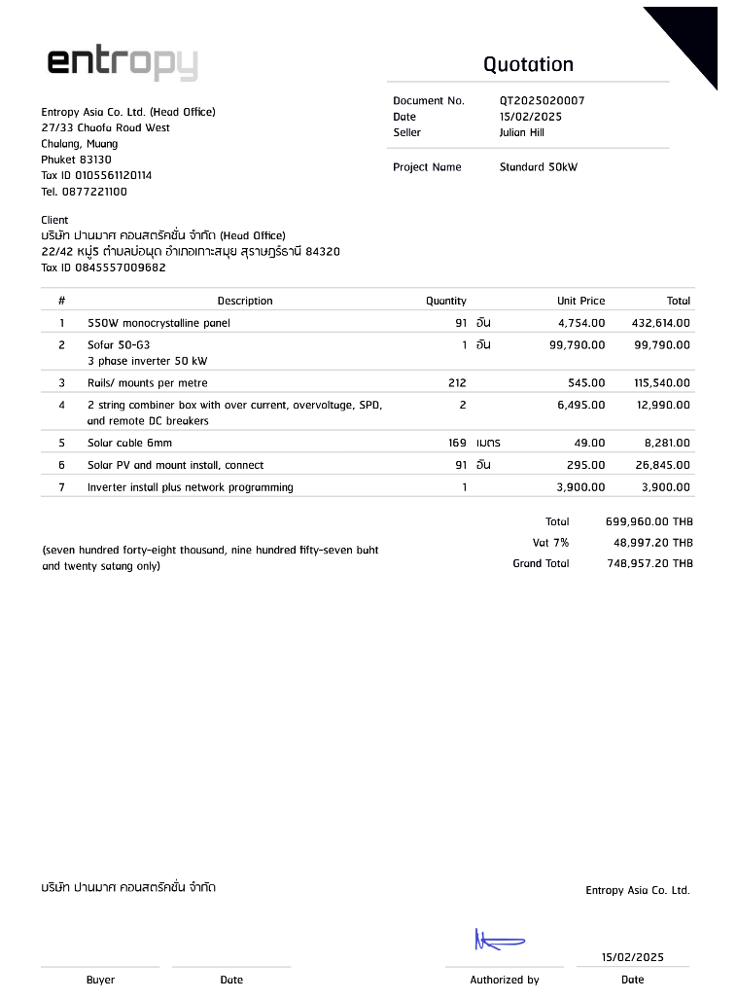 entropy
Quotation
Entropy Asia Co. Ltd. (Head Office)
27/33 Chaofa Road West
Chalang, Muang
Phuket 83130
Tax ID 0105561120114
Tel. 0877221100
Document No. QT2025020007
Date 15/02/2025
Seller Julian Hill
Project Name Standard 50kW
Client
บริษัท ปานมาศ คอนสตรัคชั่น จำกัด (Head Office)
22/42 หมู่5 ตำบลบ่อผุด อำเภอเกาะสมุย สุราษฎร์ธานี 84320
Tax ID 0845557009682
# Description Quantity Unit Price Total
1 550W monocrystalline panel 91 อัน 4,754.00 432,614.00
2 Sofar 50-G3 1 อัน 99,790.00 99,790.00
3 phase inverter 50 kW
3 Rails/ mounts per metre 212 545.00 115,540.00
4 2 string combiner box with over current, overvoltage, SPD, 2 6,495.00 12,990.00
and remote DC breakers
5 Solar cable 6mm 169 เมตร 49.00 8,281.00
6 Solar PV and mount install, connect 91 อัน 295.00 26,845.00
7 Inverter install plus network programming 1 3,900.00 3,900.00
Total 699,960.00 THB
Vat 7% 48,997.20 THB
Grand Total 748,957.20 THB
(seven hundred forty-eight thousand, nine hundred fifty-seven baht
and twenty satang only)
บริษัท ปานมาศ คอนสตรัคชั่น จำกัด
Entropy Asia Co. Ltd.
15/02/2025
Buyer Date Authorized by Date